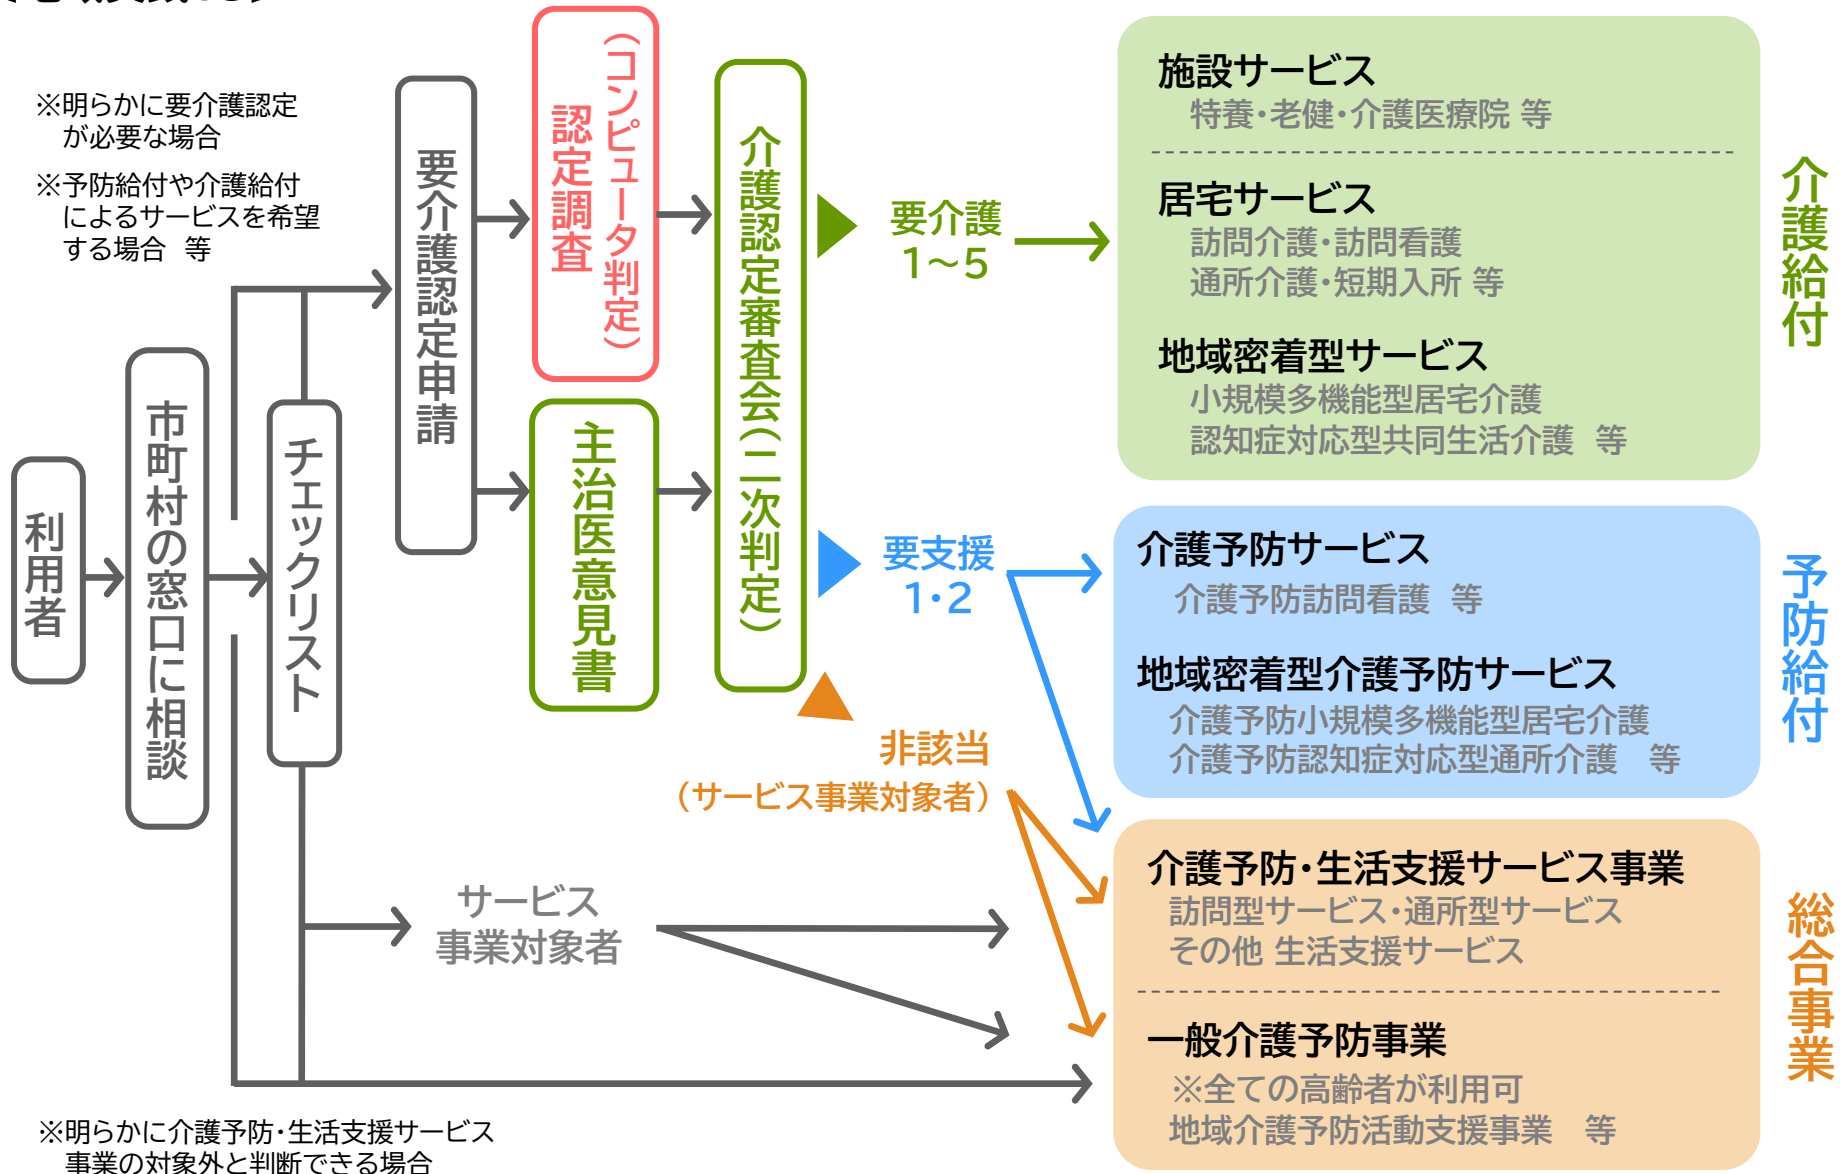 ※明らかに要介護認定
が必要な場合
※予防給付や介護給付
によるサービスを希望
する場合 等
利用者
市町村の窓口に相談
チェックリスト
要介護認定申請
認定調査
（コンピュータ判定）
主治医意見書
介護認定審査会（二次判定）
要介護
1～5
要支援
1・2
非該当
（サービス事業対象者）
サービス
事業対象者
施設サービス
特養・老健・介護医療院 等
居宅サービス
訪問介護・訪問看護
通所介護・短期入所 等
地域密着型サービス
小規模多機能型居宅介護
認知症対応型共同生活介護 等
介護給付
介護予防サービス
介護予防訪問看護 等
地域密着型介護予防サービス
介護予防小規模多機能型居宅介護
介護予防認知症対応型通所介護 等
予防給付
介護予防・生活支援サービス事業
訪問型サービス・通所型サービス
その他 生活支援サービス
一般介護予防事業
※全ての高齢者が利用可
地域介護予防活動支援事業 等
総合事業
※明らかに介護予防・生活支援サービス
事業の対象外と判断できる場合